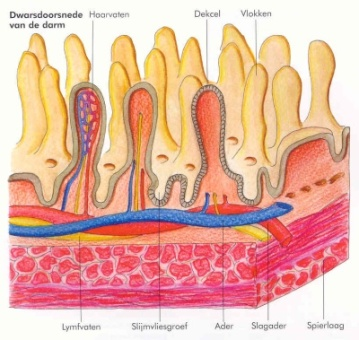 Dwarsdoorsnede
van de darm
Haarvaten
Dekcel
Vlokken
Lymfvaten
Slijmvliesgroef
Ader
Slagader
Spierlaag